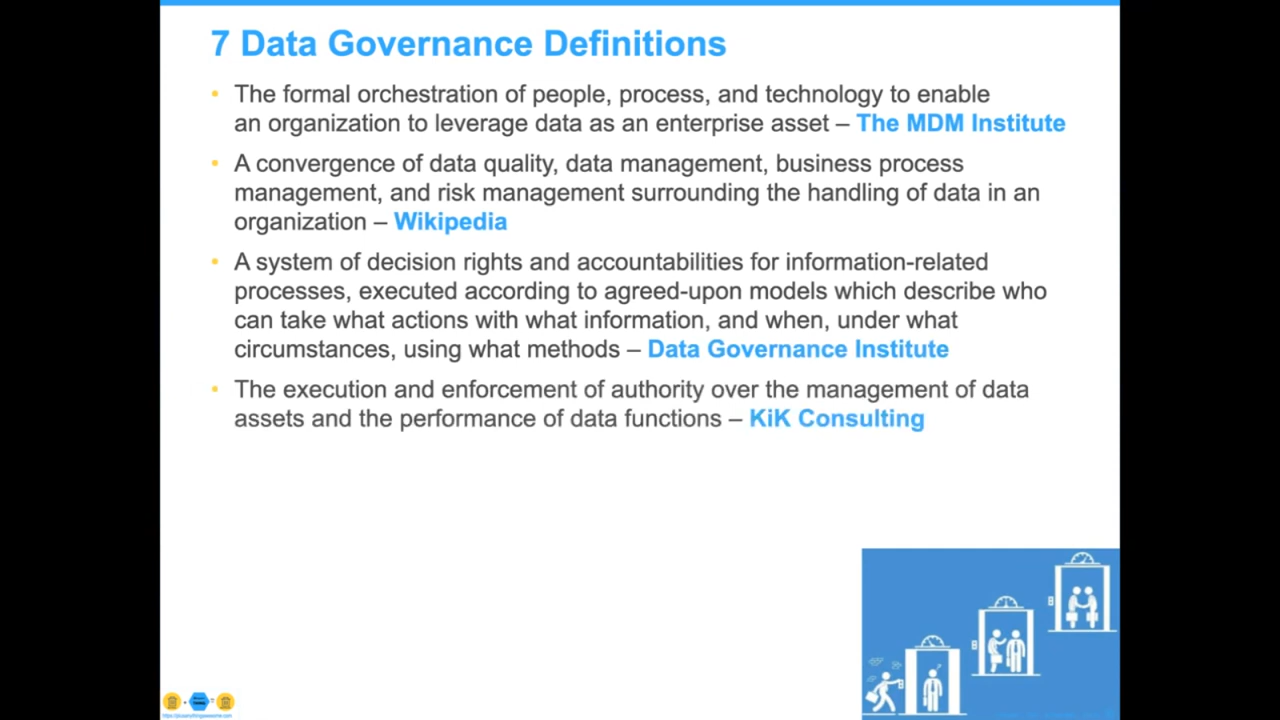 7 Data Governance Definitions
• The formal orchestration of people, process, and technology to enable
an organization to leverage data as an enterprise asset – The MDM Institute
• A convergence of data quality, data management, business process
management, and risk management surrounding the handling of data in an
organization – Wikipedia
• A system of decision rights and accountabilities for information-related
processes, executed according to agreed-upon models which describe who
can take what actions with what information, and when, under what
circumstances, using what methods – Data Governance Institute
• The execution and enforcement of authority over the management of data
assets and the performance of data functions – KiK Consulting